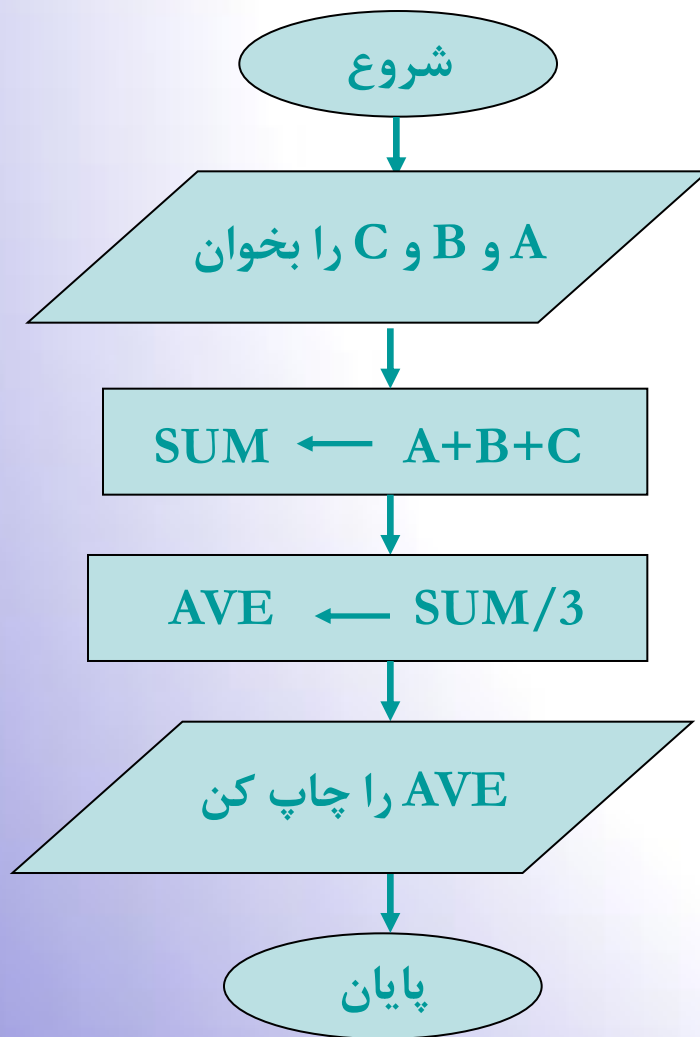 شروع
A و B و C را بخوان
SUM ← A+B+C
AVE ← SUM/3
AVE را چاپ کن
پایان